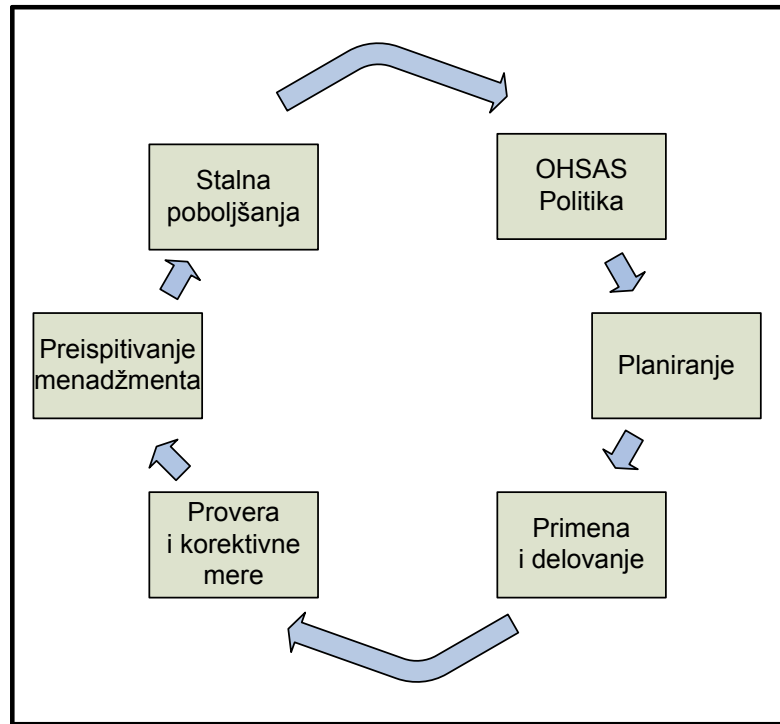 Stalna
poboljšanja
OHSAS
Politika
Preispitivanje
menadžmenta
Planiranje
Provera
i korektivne
mere
Primena
i delovanje